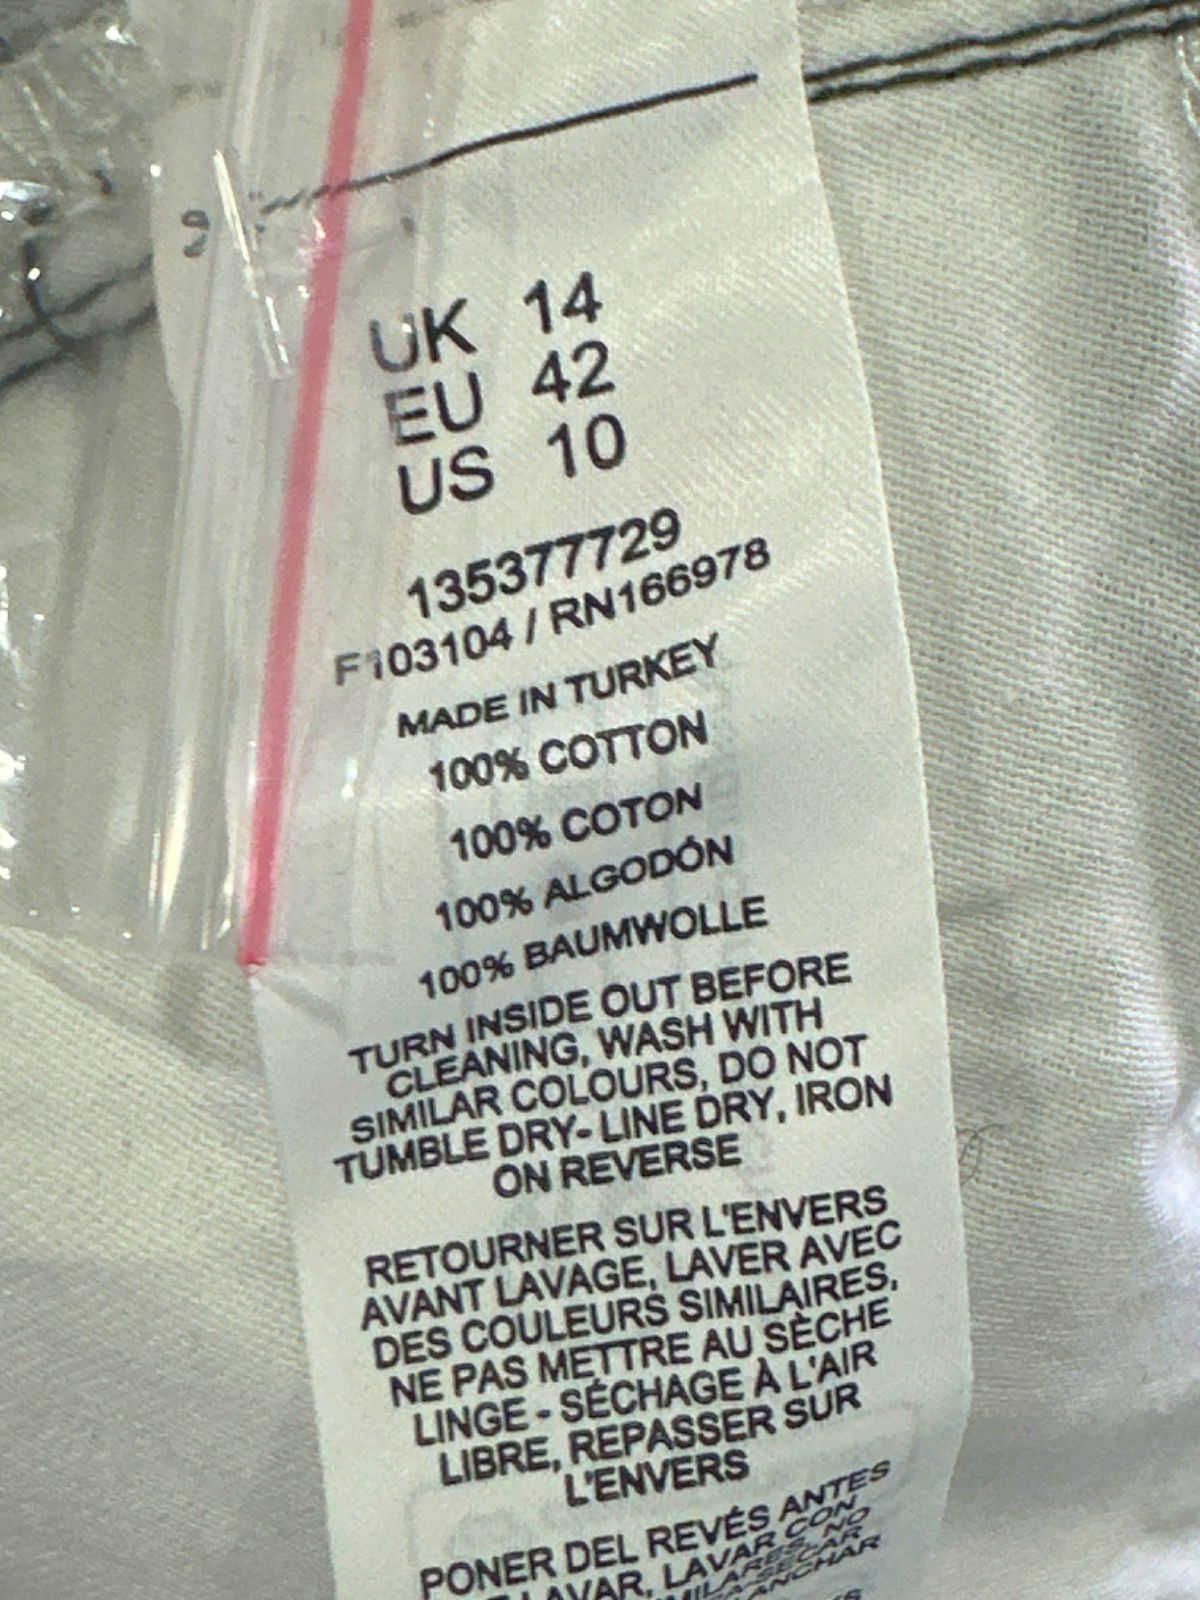 UK 14
EU 42
US 10
135377729
F103104 / RN166978
MADE IN TURKEY
100% COTTON
100% COTON
100% ALGODÓN
100% BAUMWOLLE
TURN INSIDE OUT BEFORE
CLEANING, WASH WITH
SIMILAR COLOURS, DO NOT
TUMBLE DRY- LINE DRY, IRON
ON REVERSE
RETOURNER SUR L'ENVERS
AVANT LAVAGE, LAVER AVEC
DES COULEURS SIMILAIRES,
NE PAS METTRE AU SÈCHE
LINGE - SÉCHAGE À L'AIR
LIBRE, REPASSER SUR
L'ENVERS
PONER DEL REVÉS ANTES
LAVAR, LAVAR CON